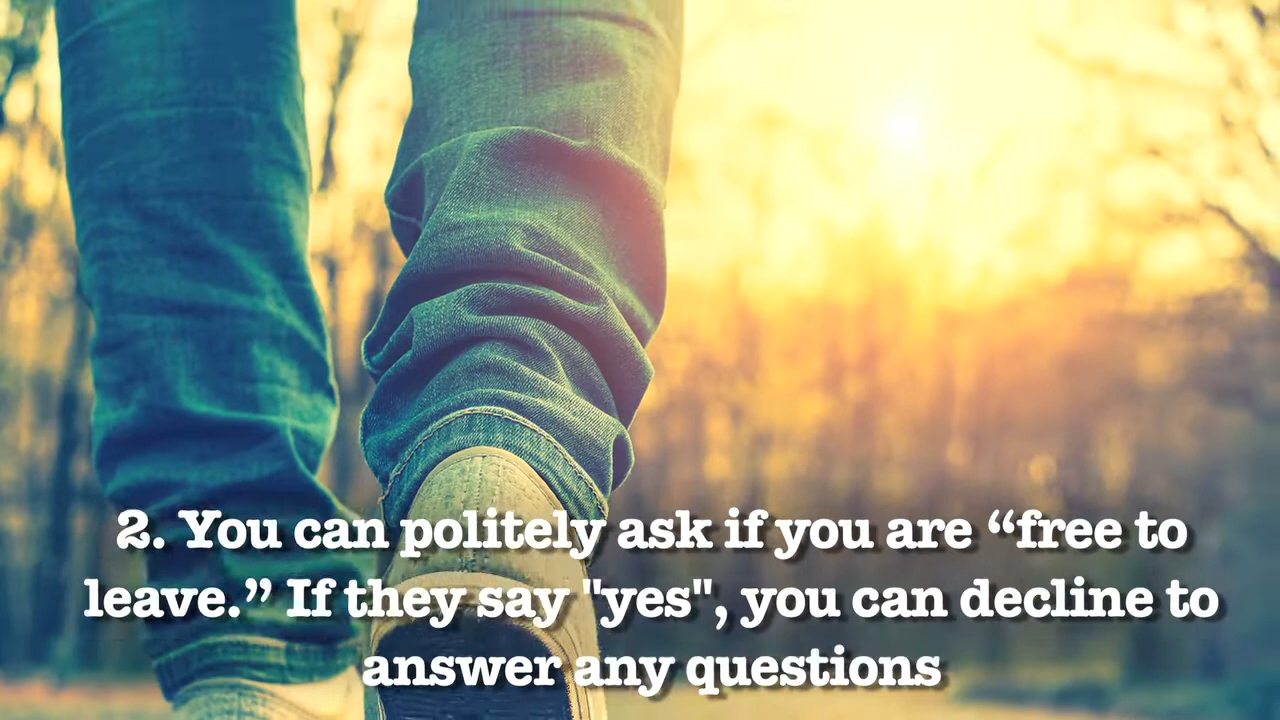 2. You can politely ask if you are “free to
leave.” If they say "yes", you can decline to
answer any questions